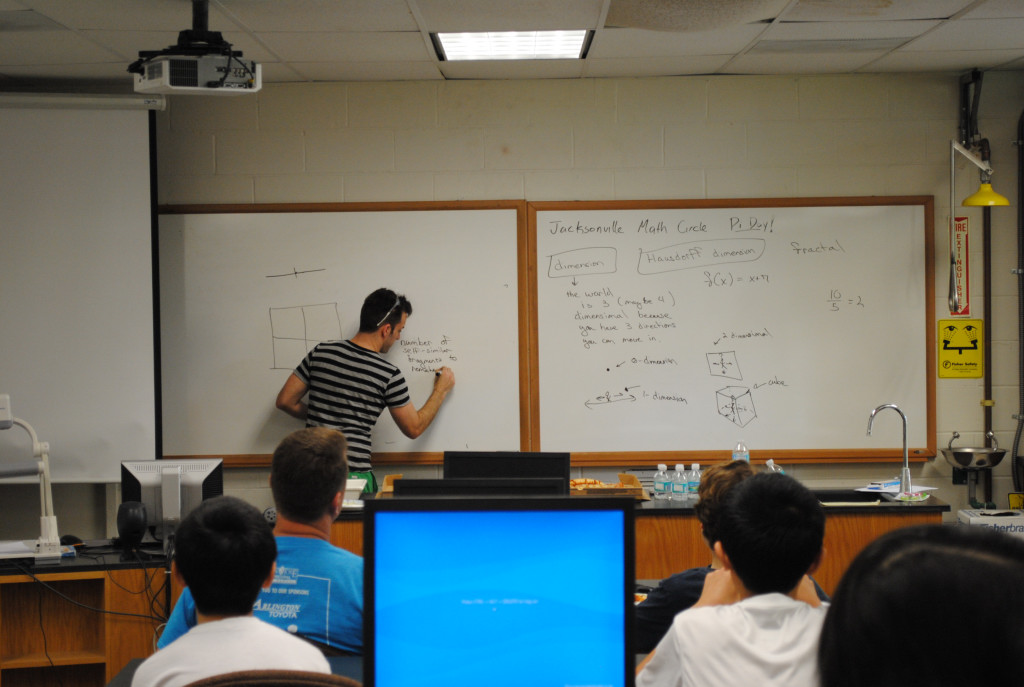 number of
self-similar
fragments to
Jacksonville Math Circle Pi Day!
dimension
Hausdorff dimension
fractal
f(x) = x+7
the world
is 3 (maybe 4)
dimensional because
you have 3 directions
you can move in.
10
5 = 2
2 dimensional
0-dimension
1-dimension
cube
FIRE
EXTINGUISHER
Fisher Safety
ARLINGTON
TOYOTA